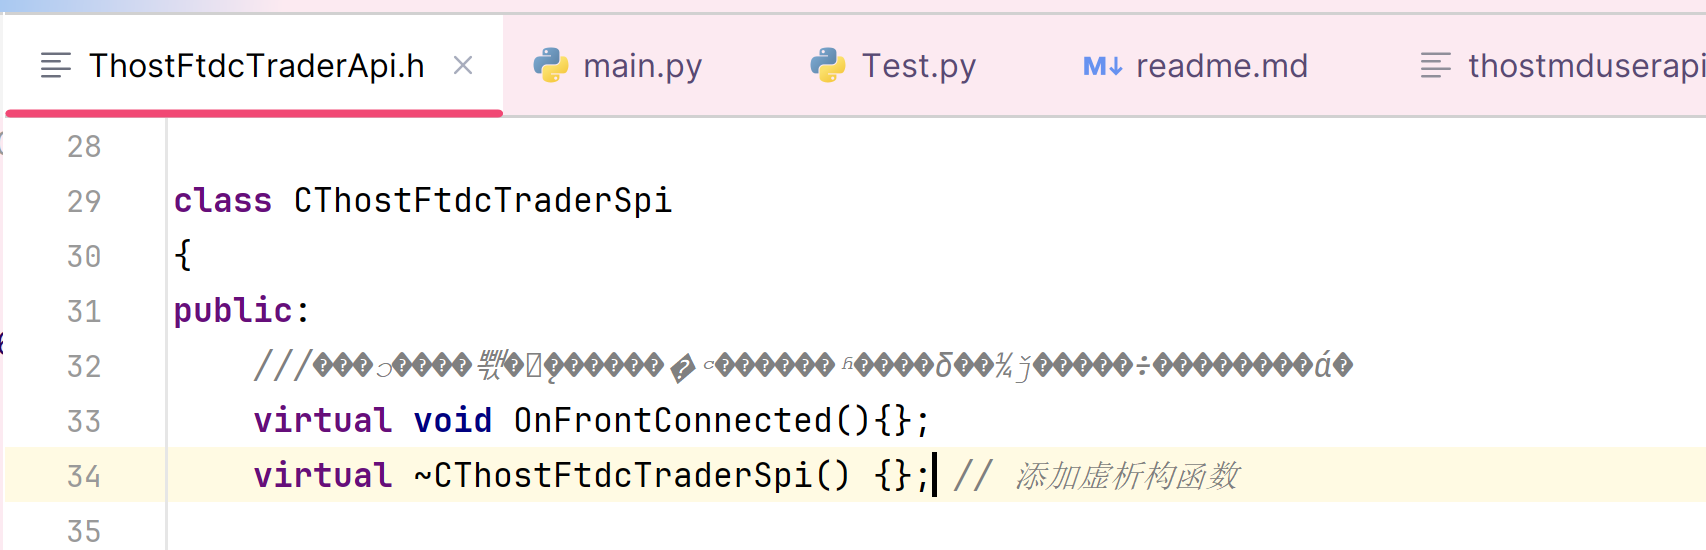 ThostFtdcTraderApi.h main.py Test.py M↓ readme.md thostmduserapi
28
29 class CThostFtdcTraderSpi
30 {
31 public:
32 ///
33 virtual void OnFrontConnected(){};
34 virtual ~CThostFtdcTraderSpi() {}; // 添加虚析构函数
35